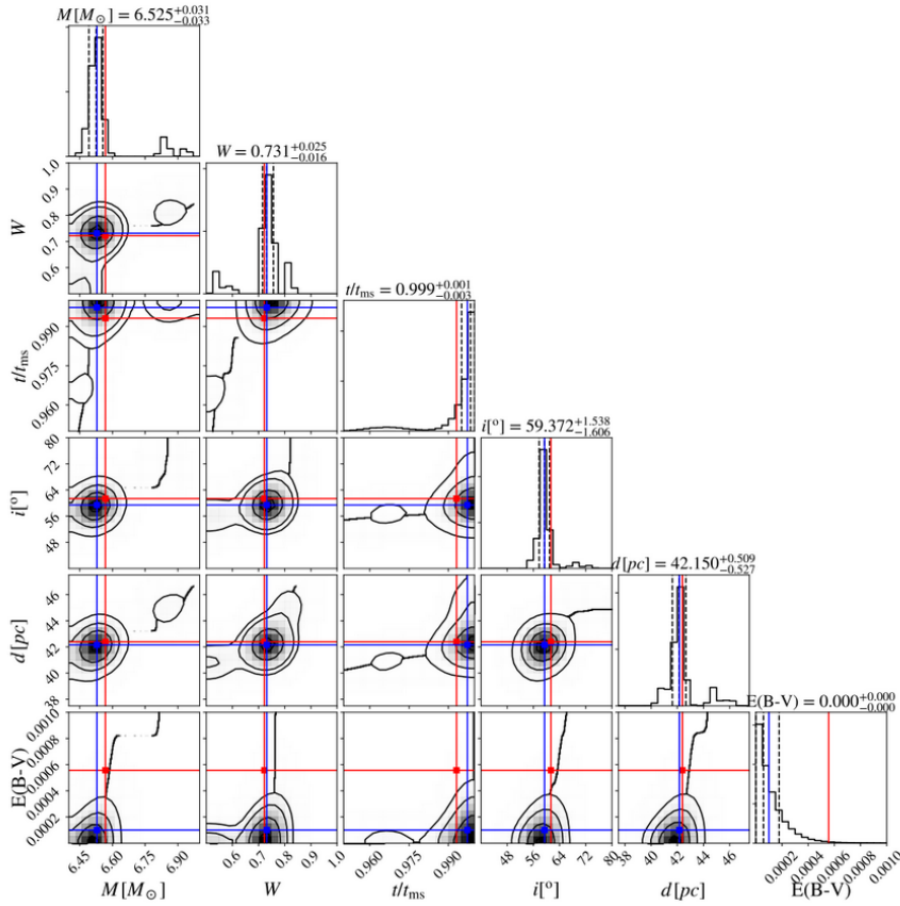 M[M⊙] = 6.525+0.031 −0.033
W = 0.731+0.025 −0.016
1.0
0.9
0.8
0.7
0.6
W
t/tms = 0.999+0.001 −0.003
0.990
0.975
0.960
t/tms
i[°] = 59.372+1.538 −1.606
80
72
64
56
48
i[°]
d[pc] = 42.150+0.509 −0.527
46
44
42
40
38
d[pc]
E(B-V) = 0.000+0.000 −0.000
0.0010
0.0008
0.0006
0.0004
0.0002
E(B-V)
6.45 6.60 6.75 6.90 0.6 0.7 0.8 0.9 1.0 0.960 0.975 0.990 48 56 64 72 80 38 40 42 44 46 0.0002 0.0004 0.0006 0.0008 0.0010
M[M⊙] W t/tms i[°] d[pc] E(B-V)